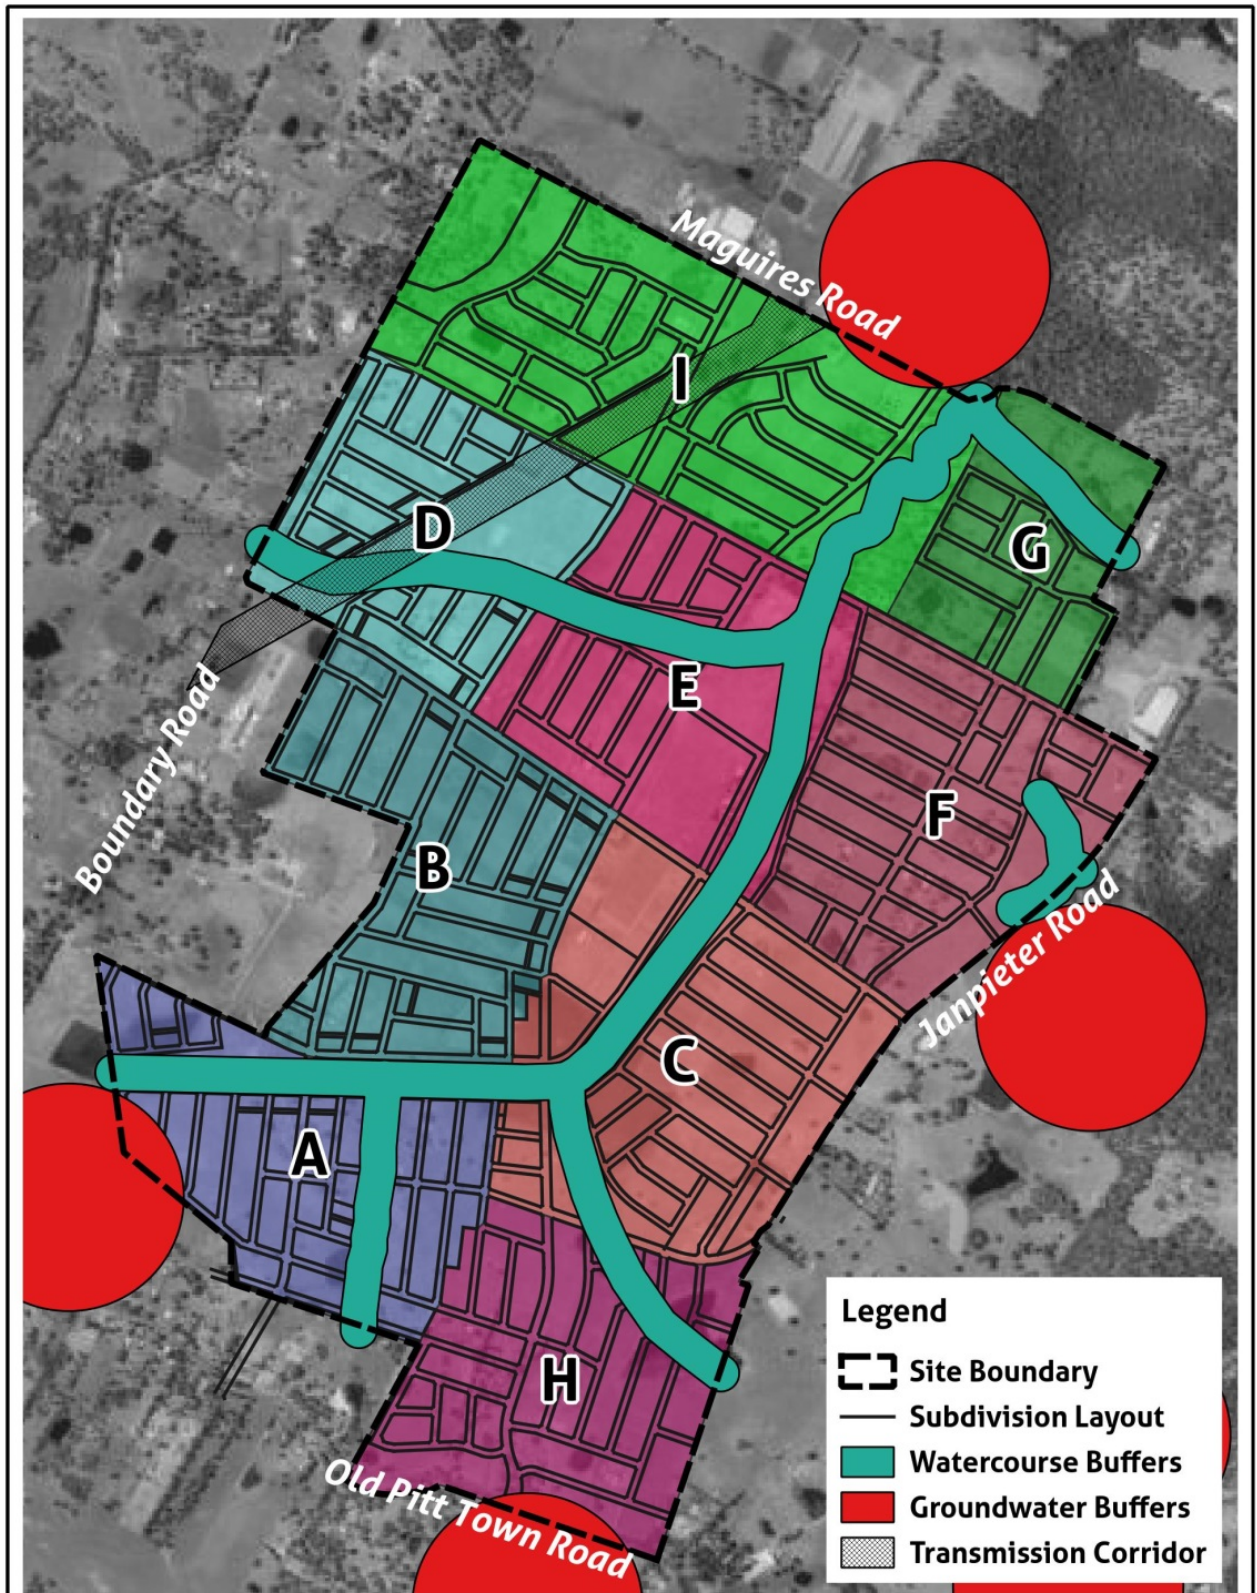 Maguires Road
I
D
G
E
Boundary Road
F
B
Janpieter Road
C
A
H
Old Pitt Town Road
Legend
Site Boundary
Subdivision Layout
Watercourse Buffers
Groundwater Buffers
Transmission Corridor